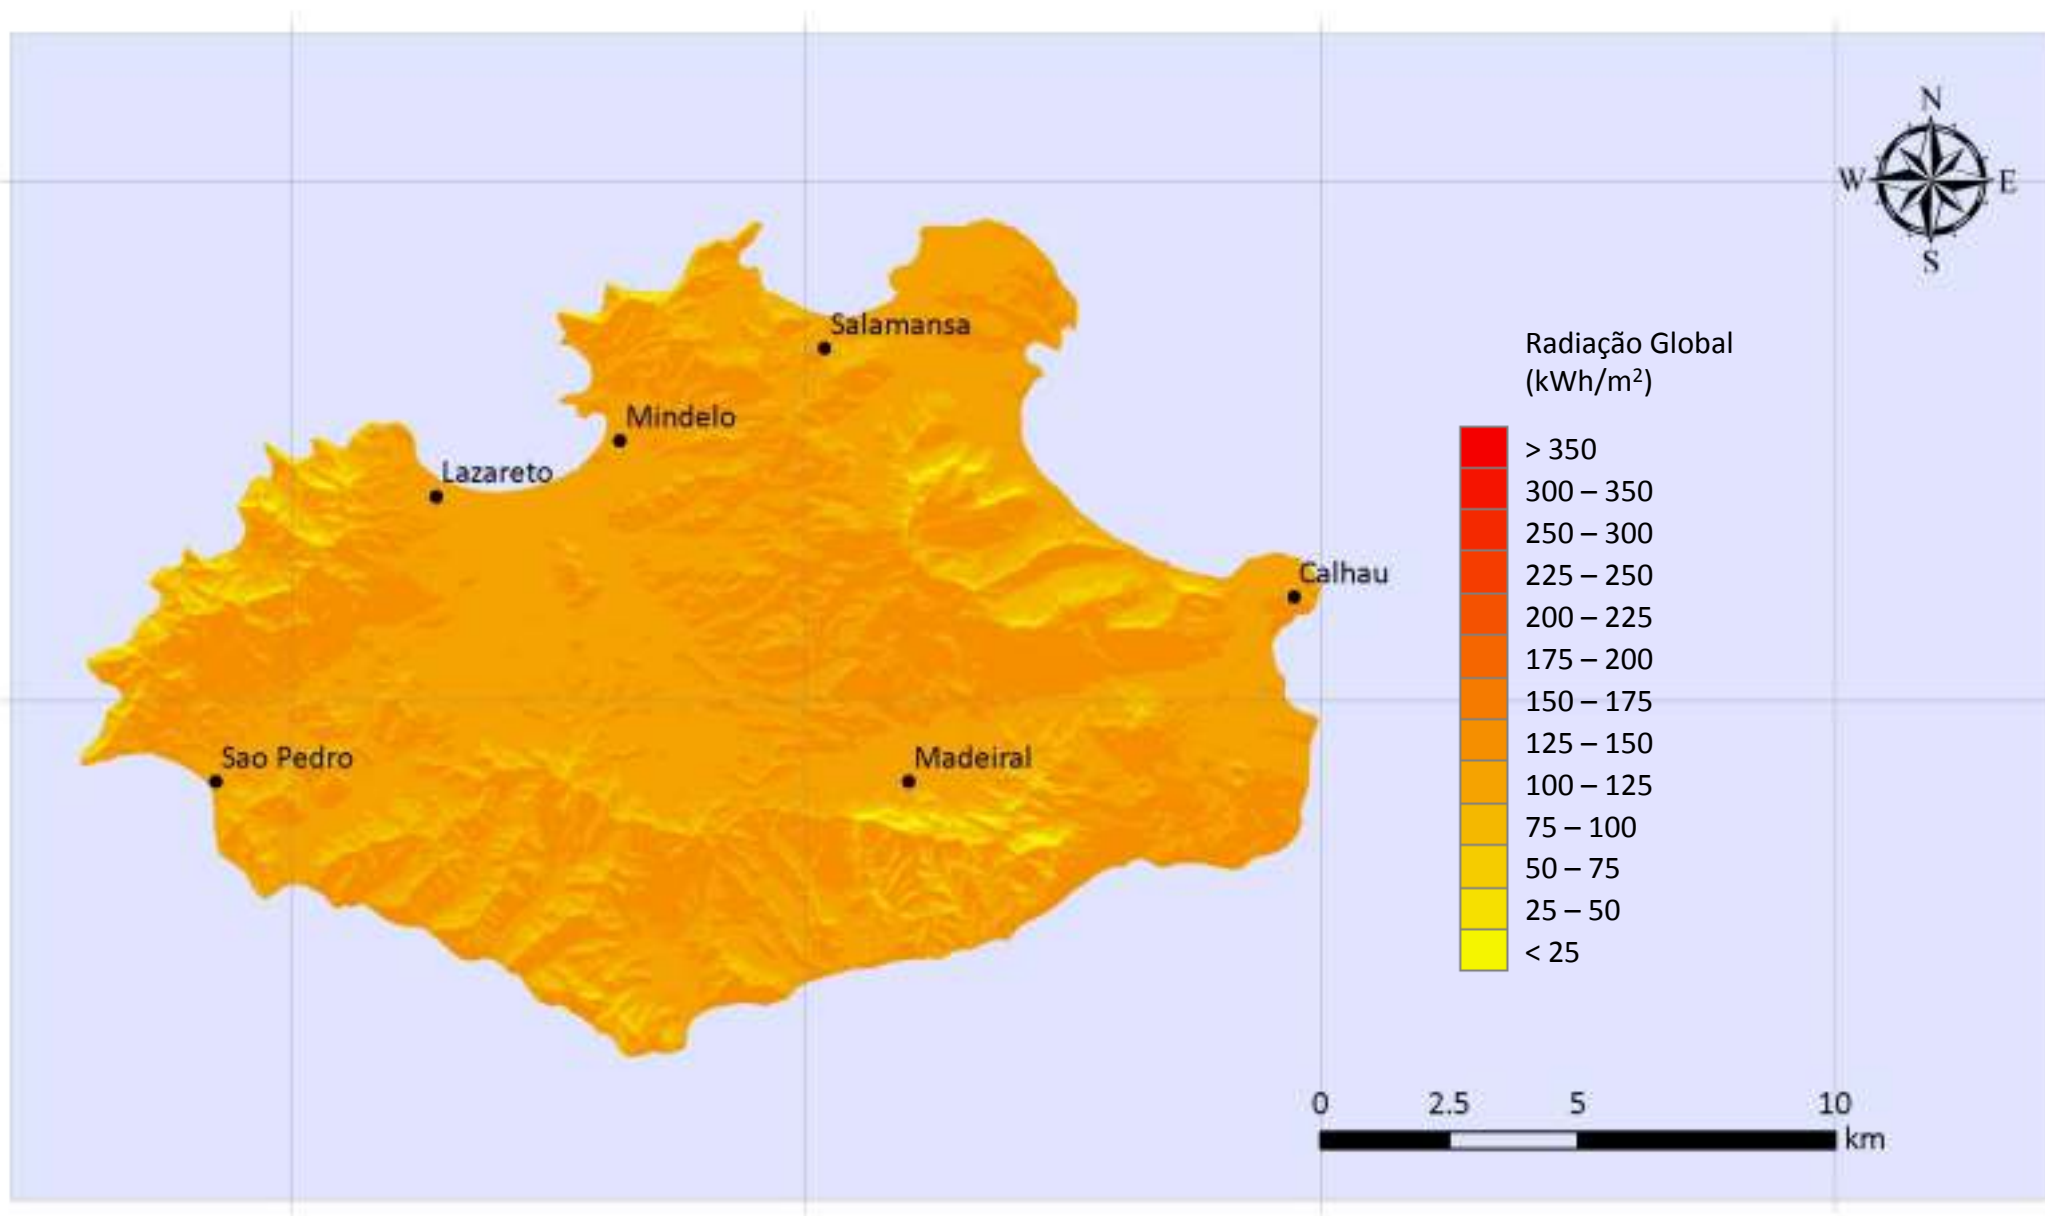 N
W E
S
Salamansa
Mindelo
Lazareto
Calhau
Sao Pedro
Madeiral
Radiação Global
(kWh/m²)
> 350
300 – 350
250 – 300
225 – 250
200 – 225
175 – 200
150 – 175
125 – 150
100 – 125
75 – 100
50 – 75
25 – 50
< 25
0 2.5 5 10
km